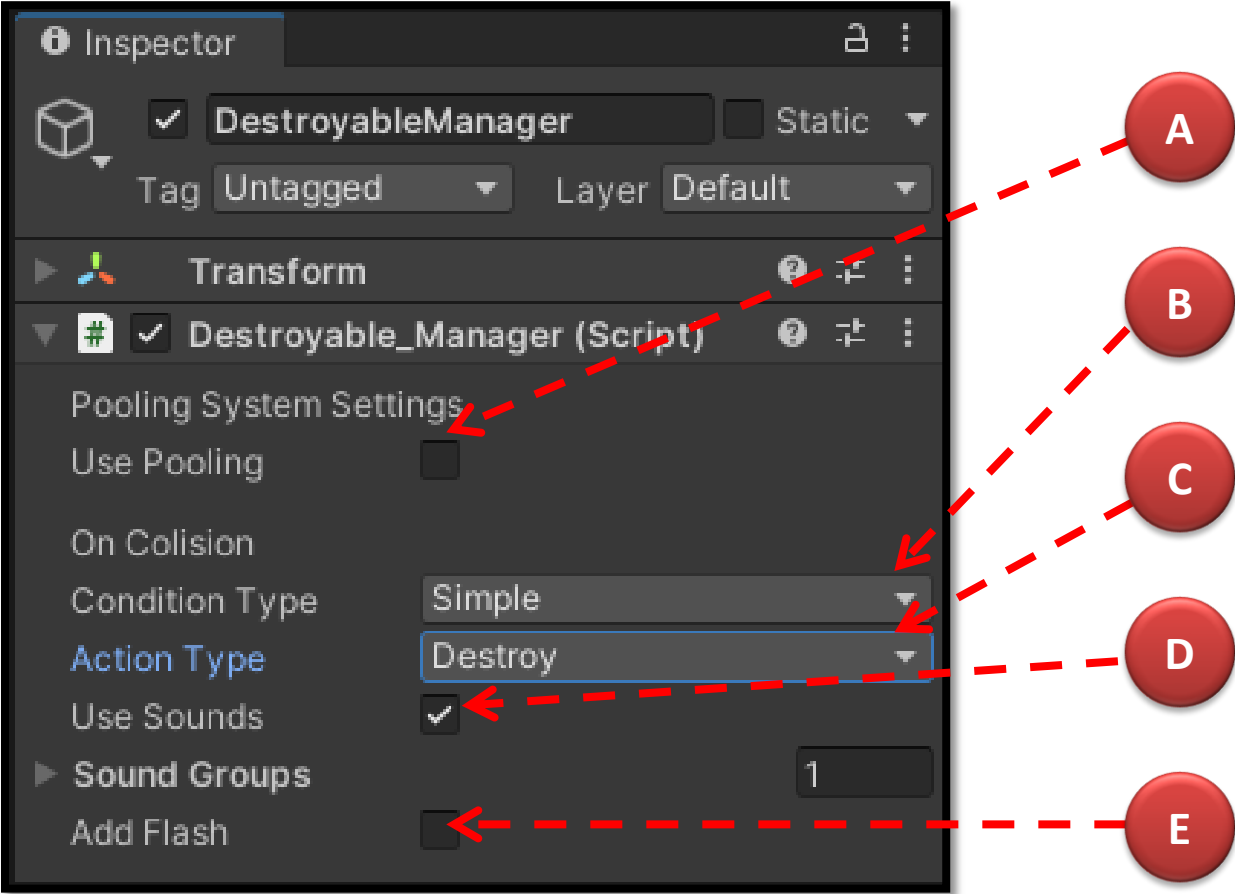 Inspector
DestroyableManager Static
Tag Untagged Layer Default
Transform
Destroyable_Manager (Script)
Pooling System Settings
Use Pooling
On Colision
Condition Type Simple
Action Type Destroy
Use Sounds
Sound Groups 1
Add Flash
A
B
C
D
E